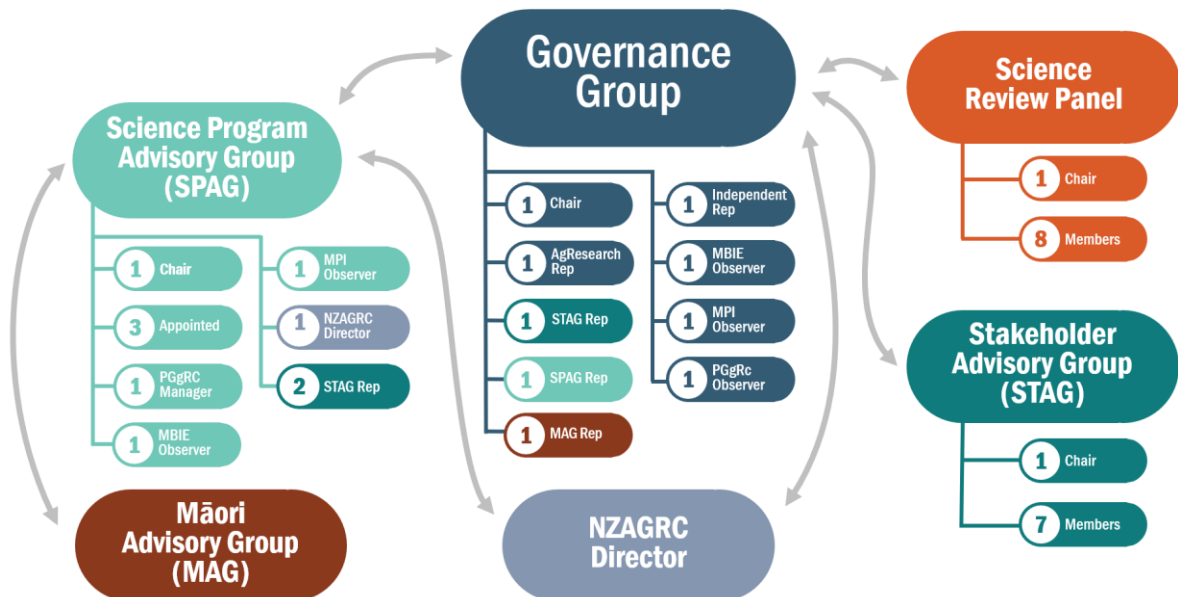 Governance
Group
1 Chair
1 AgResearch
Rep
1 STAG Rep
1 SPAG Rep
1 MAG Rep
1 Independent
Rep
1 MBIE
Observer
1 MPI
Observer
1 PGgRc
Observer
Science Program
Advisory Group
(SPAG)
1 Chair
3 Appointed
1 PGgRC
Manager
1 MBIE
Observer
1 MPI
Observer
1 NZAGRC
Director
2 STAG Rep
Science
Review Panel
1 Chair
8 Members
Stakeholder
Advisory Group
(STAG)
1 Chair
7 Members
Māori
Advisory Group
(MAG)
NZAGRC
Director